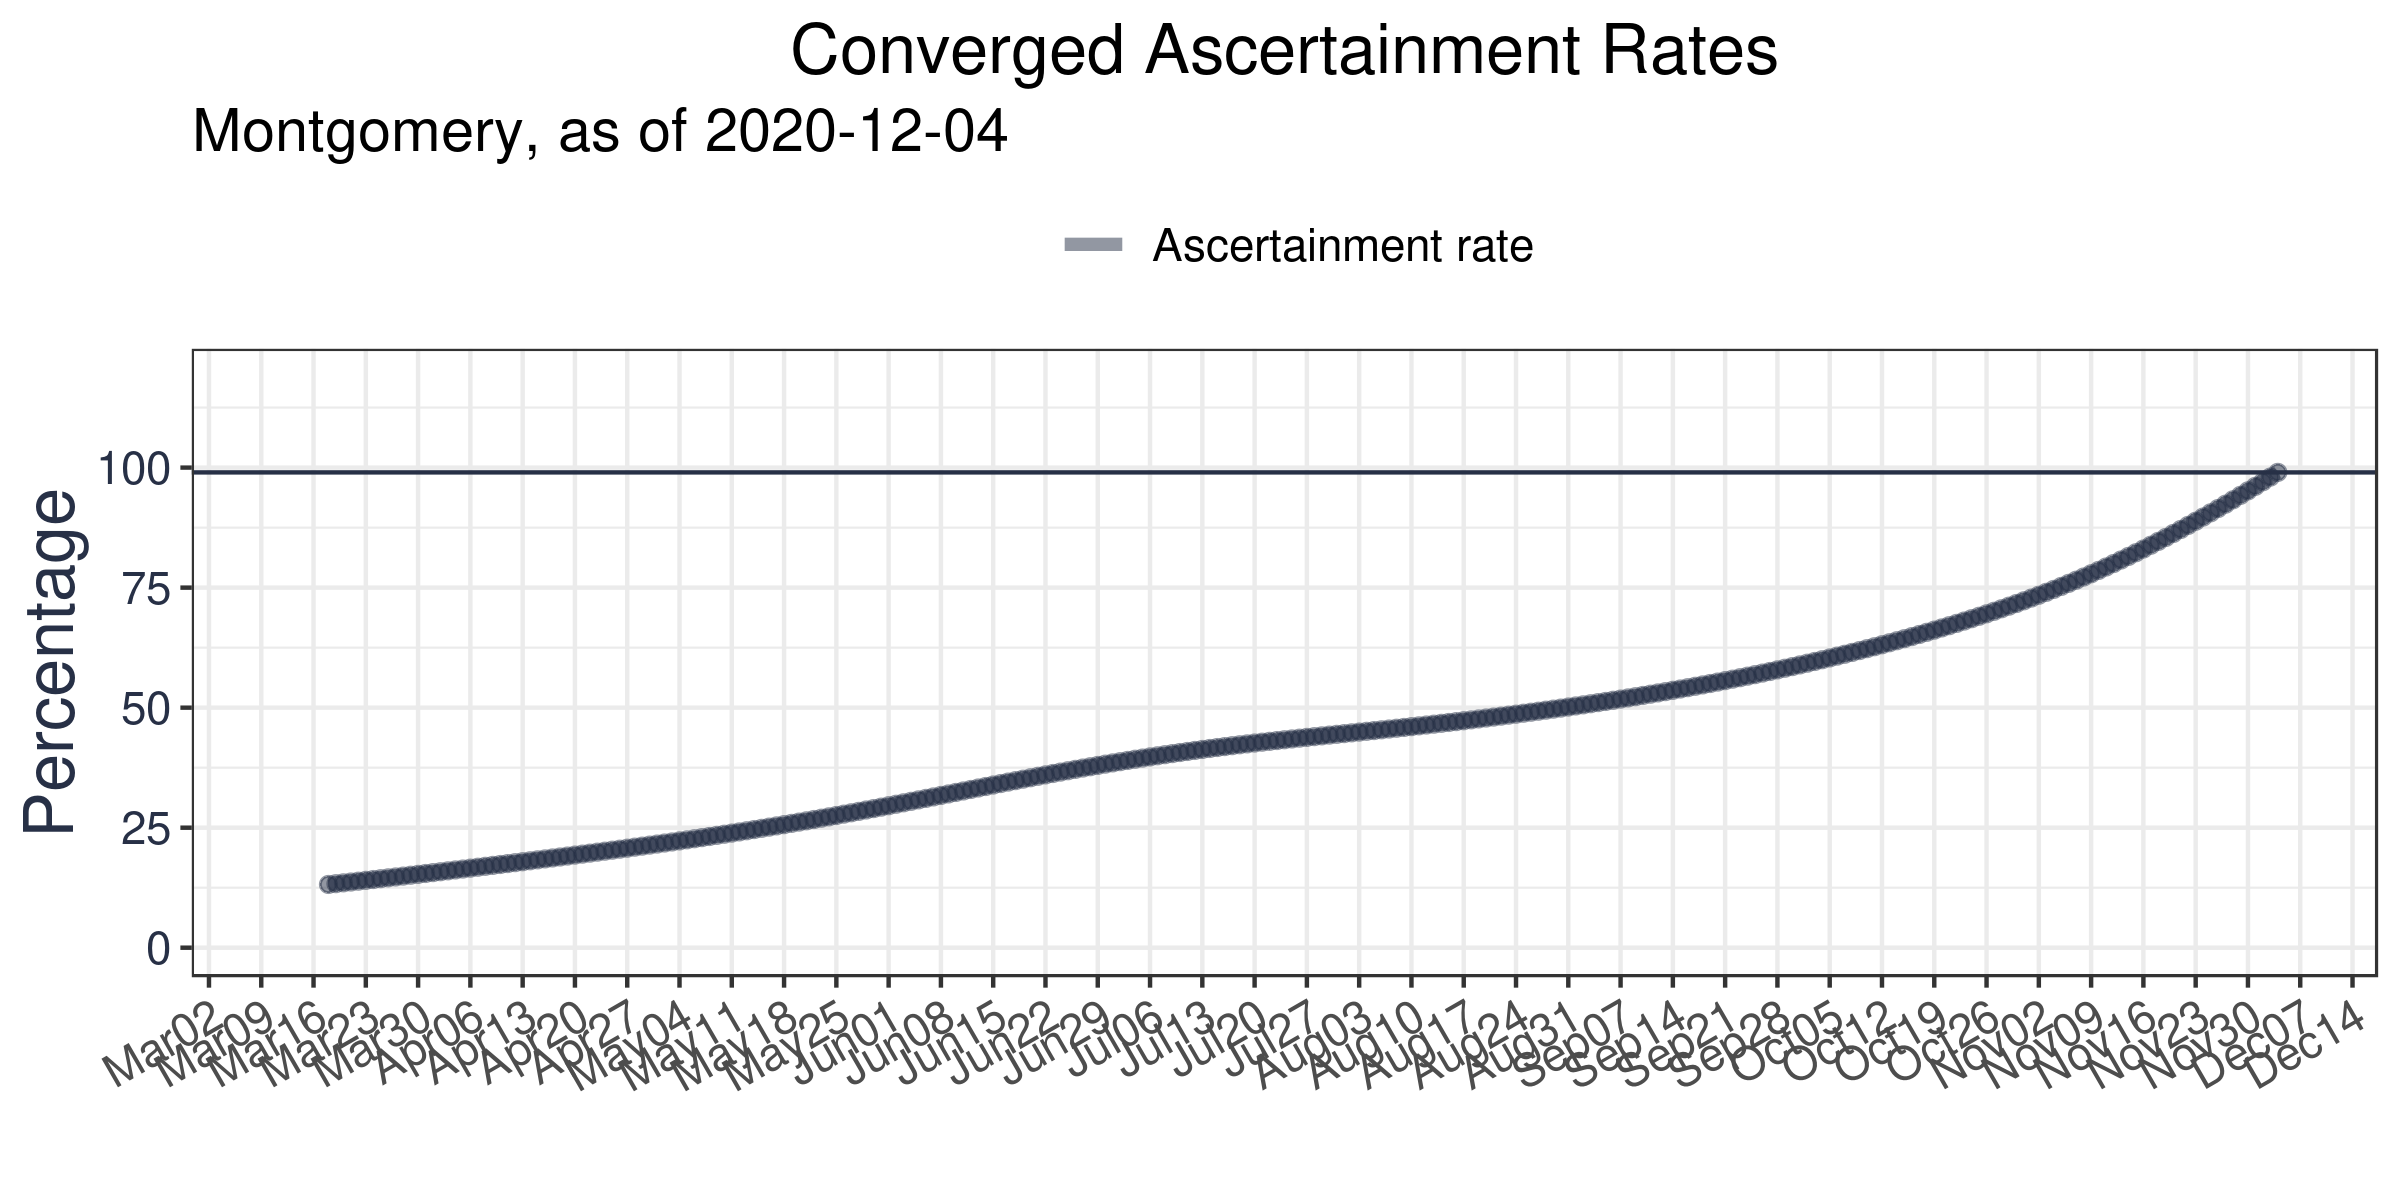 Converged Ascertainment Rates
Montgomery, as of 2020-12-04
Ascertainment rate
Percentage
100
75
50
25
0
Mar02
Mar09
Mar16
Mar23
Mar30
Apr06
Apr13
Apr20
Apr27
May04
May11
May18
May25
Jun01
Jun08
Jun15
Jun22
Jun29
Jul06
Jul13
Jul20
Jul27
Aug03
Aug10
Aug17
Aug24
Aug31
Sep07
Sep14
Sep21
Sep28
Oct05
Oct12
Oct19
Oct26
Nov02
Nov09
Nov16
Nov23
Nov30
Dec07
Dec14